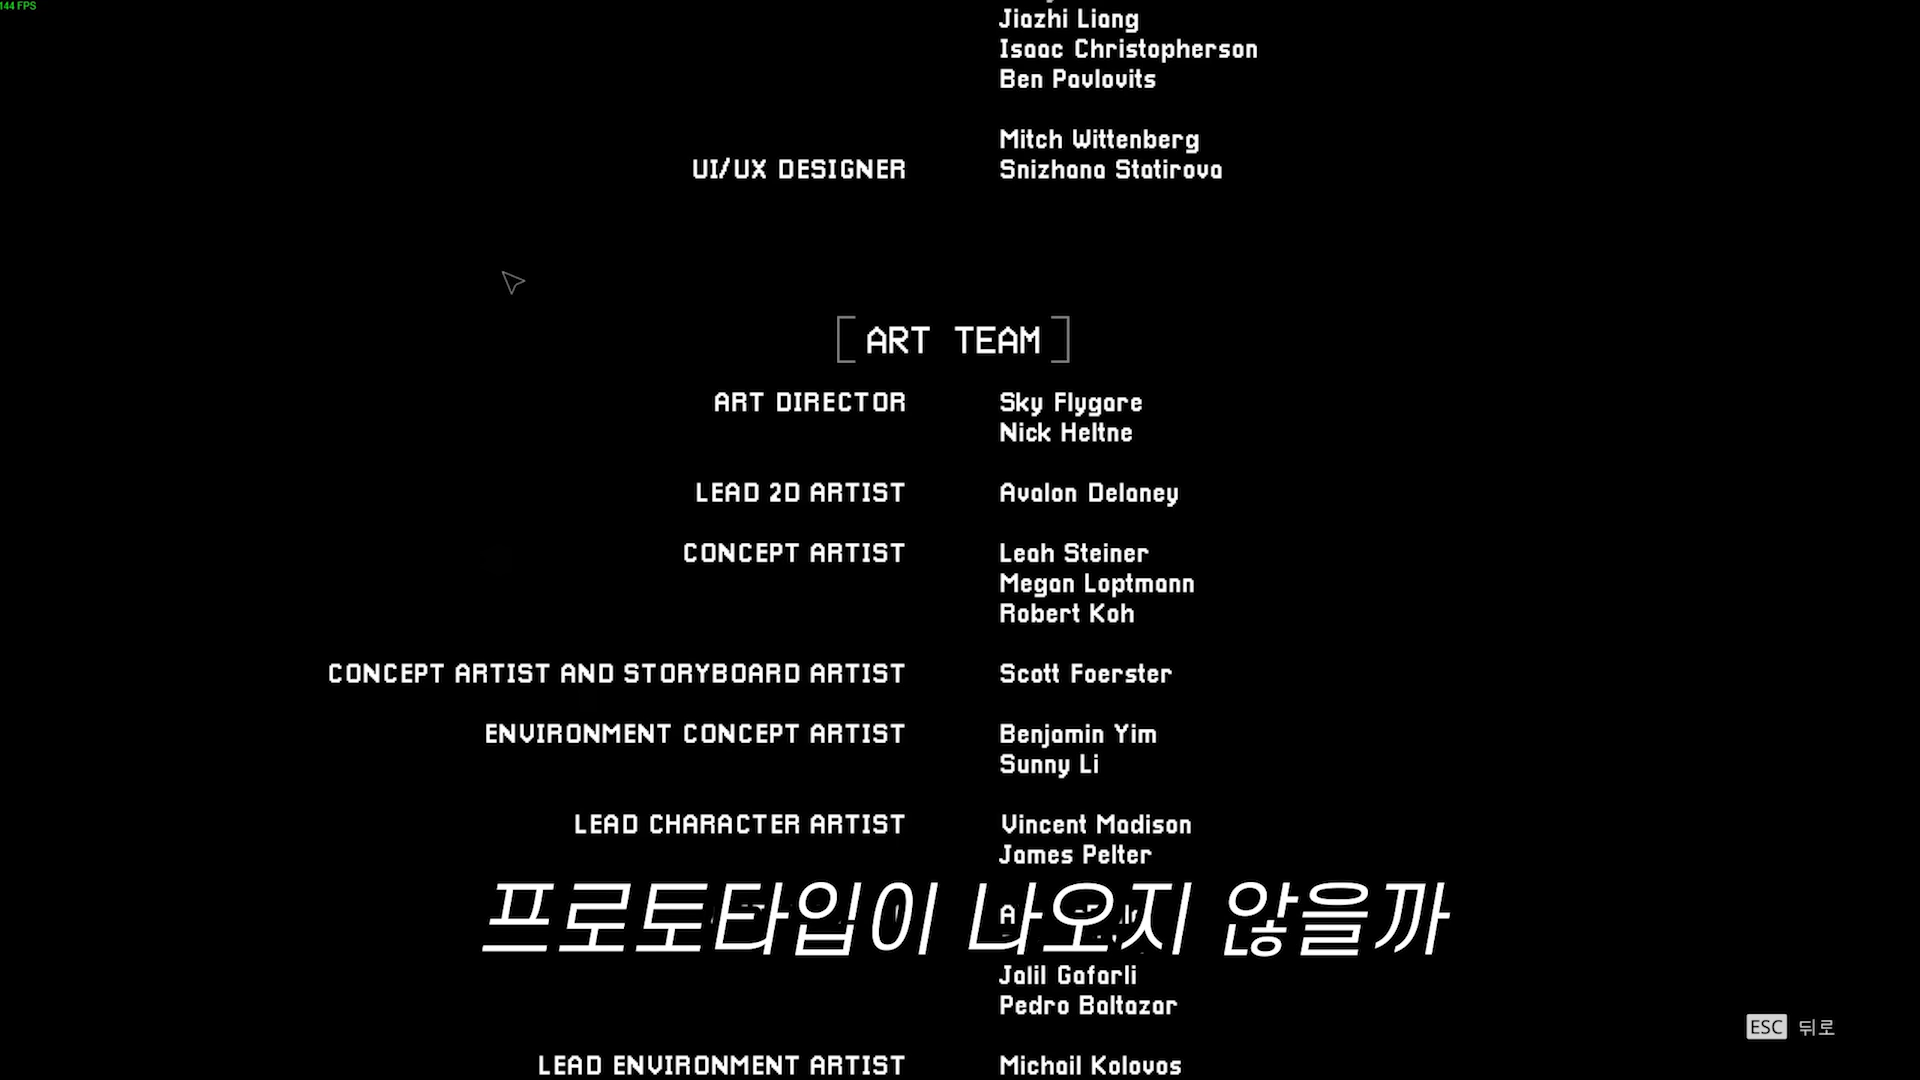 144 FPS
Jiazhi Liang
Isaac Christopherson
Ben Pavlovits
Mitch Wittenberg
UI/UX DESIGNER Snizhana Statirova
ART TEAM
ART DIRECTOR Sky Flygare
Nick Heltne
LEAD 2D ARTIST Avalon Delaney
CONCEPT ARTIST Leah Steiner
Megan Loptmann
Robert Koh
CONCEPT ARTIST AND STORYBOARD ARTIST Scott Foerster
ENVIRONMENT CONCEPT ARTIST Benjamin Yim
Sunny Li
LEAD CHARACTER ARTIST Vincent Madison
James Pelter
프로토타입이 나오지 않을까
Jalil Gafarli
Pedro Baltazar
ESC 뒤로
LEAD ENVIRONMENT ARTIST Michail Kolovos